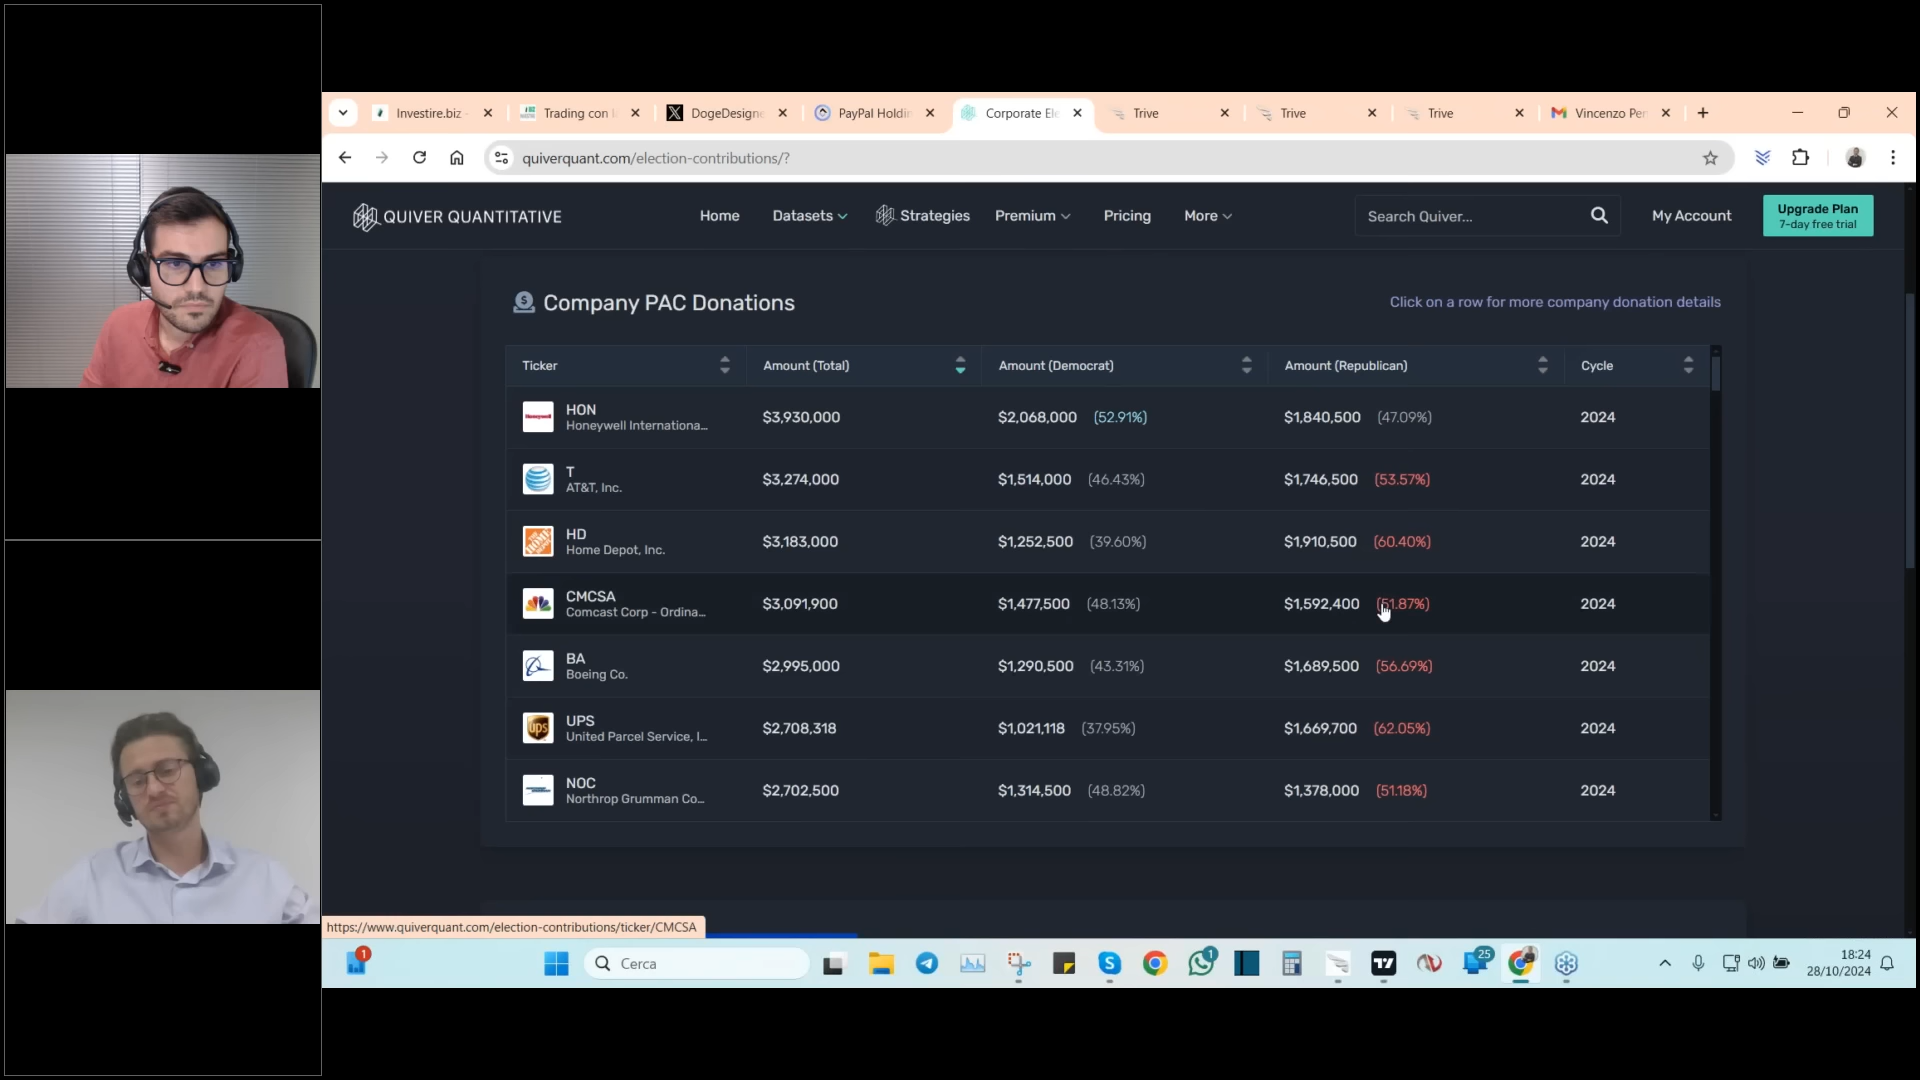 Investire.biz
Trading con
DogeDesigne
PayPal Holdin
Corporate Ele
Trive
Trive
Trive
Vincenzo Pen
quiverquant.com/election-contributions/?
QUIVER QUANTITATIVE
Home
Datasets
Strategies
Premium
Pricing
More
Search Quiver...
My Account
Upgrade Plan
7-day free trial
Company PAC Donations
Click on a row for more company donation details
Ticker
Amount (Total)
Amount (Democrat)
Amount (Republican)
Cycle
HON
Honeywell Internationa...
$3,930,000
$2,068,000 (52.91%)
$1,840,500 (47.09%)
2024
T
AT&T, Inc.
$3,274,000
$1,514,000 (46.43%)
$1,746,500 (53.57%)
2024
HD
Home Depot, Inc.
$3,183,000
$1,252,500 (39.60%)
$1,910,500 (60.40%)
2024
CMCSA
Comcast Corp - Ordina...
$3,091,900
$1,477,500 (48.13%)
$1,592,400 (51.87%)
2024
BA
Boeing Co.
$2,995,000
$1,290,500 (43.31%)
$1,689,500 (56.69%)
2024
UPS
United Parcel Service, I...
$2,708,318
$1,021,118 (37.95%)
$1,669,700 (62.05%)
2024
NOC
Northrop Grumman Co...
$2,702,500
$1,314,500 (48.82%)
$1,378,000 (51.18%)
2024
https://www.quiverquant.com/election-contributions/ticker/CMCSA
1
Cerca
1
25
18:24
28/10/2024